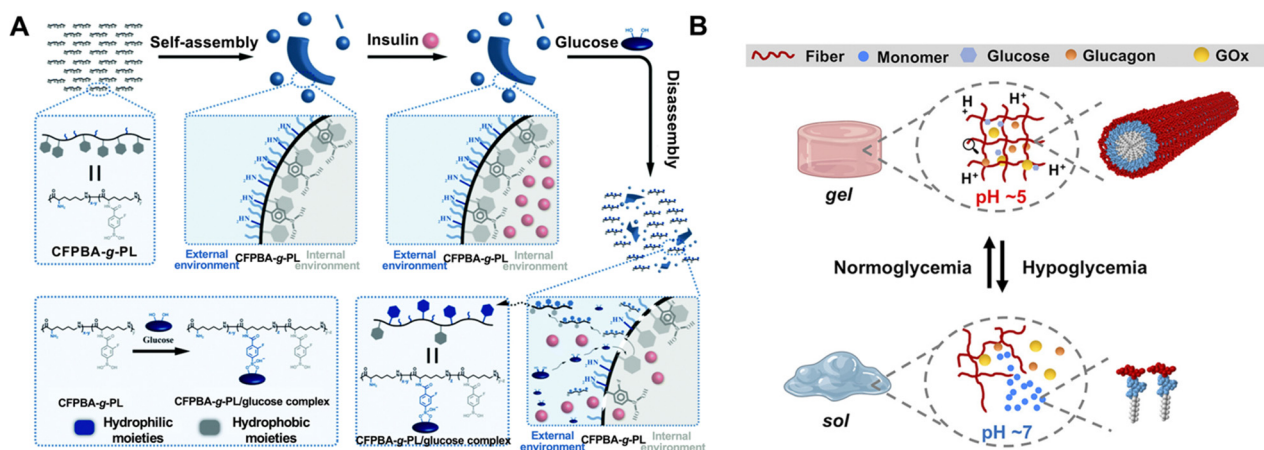 A
Self-assembly
Insulin
Glucose
HO OH
Disassembly
CFPBA-g-PL
External environment
CFPBA-g-PL
Internal environment
External environment
CFPBA-g-PL
Internal environment
Glucose
CFPBA-g-PL
CFPBA-g-PL/glucose complex
Hydrophilic moieties
Hydrophobic moieties
CFPBA-g-PL/glucose complex
External environment
CFPBA-g-PL
Internal environment
B
Fiber
Monomer
Glucose
Glucagon
GOx
H+
H+
H+
H+
gel
pH ~5
Normoglycemia
Hypoglycemia
sol
pH ~7